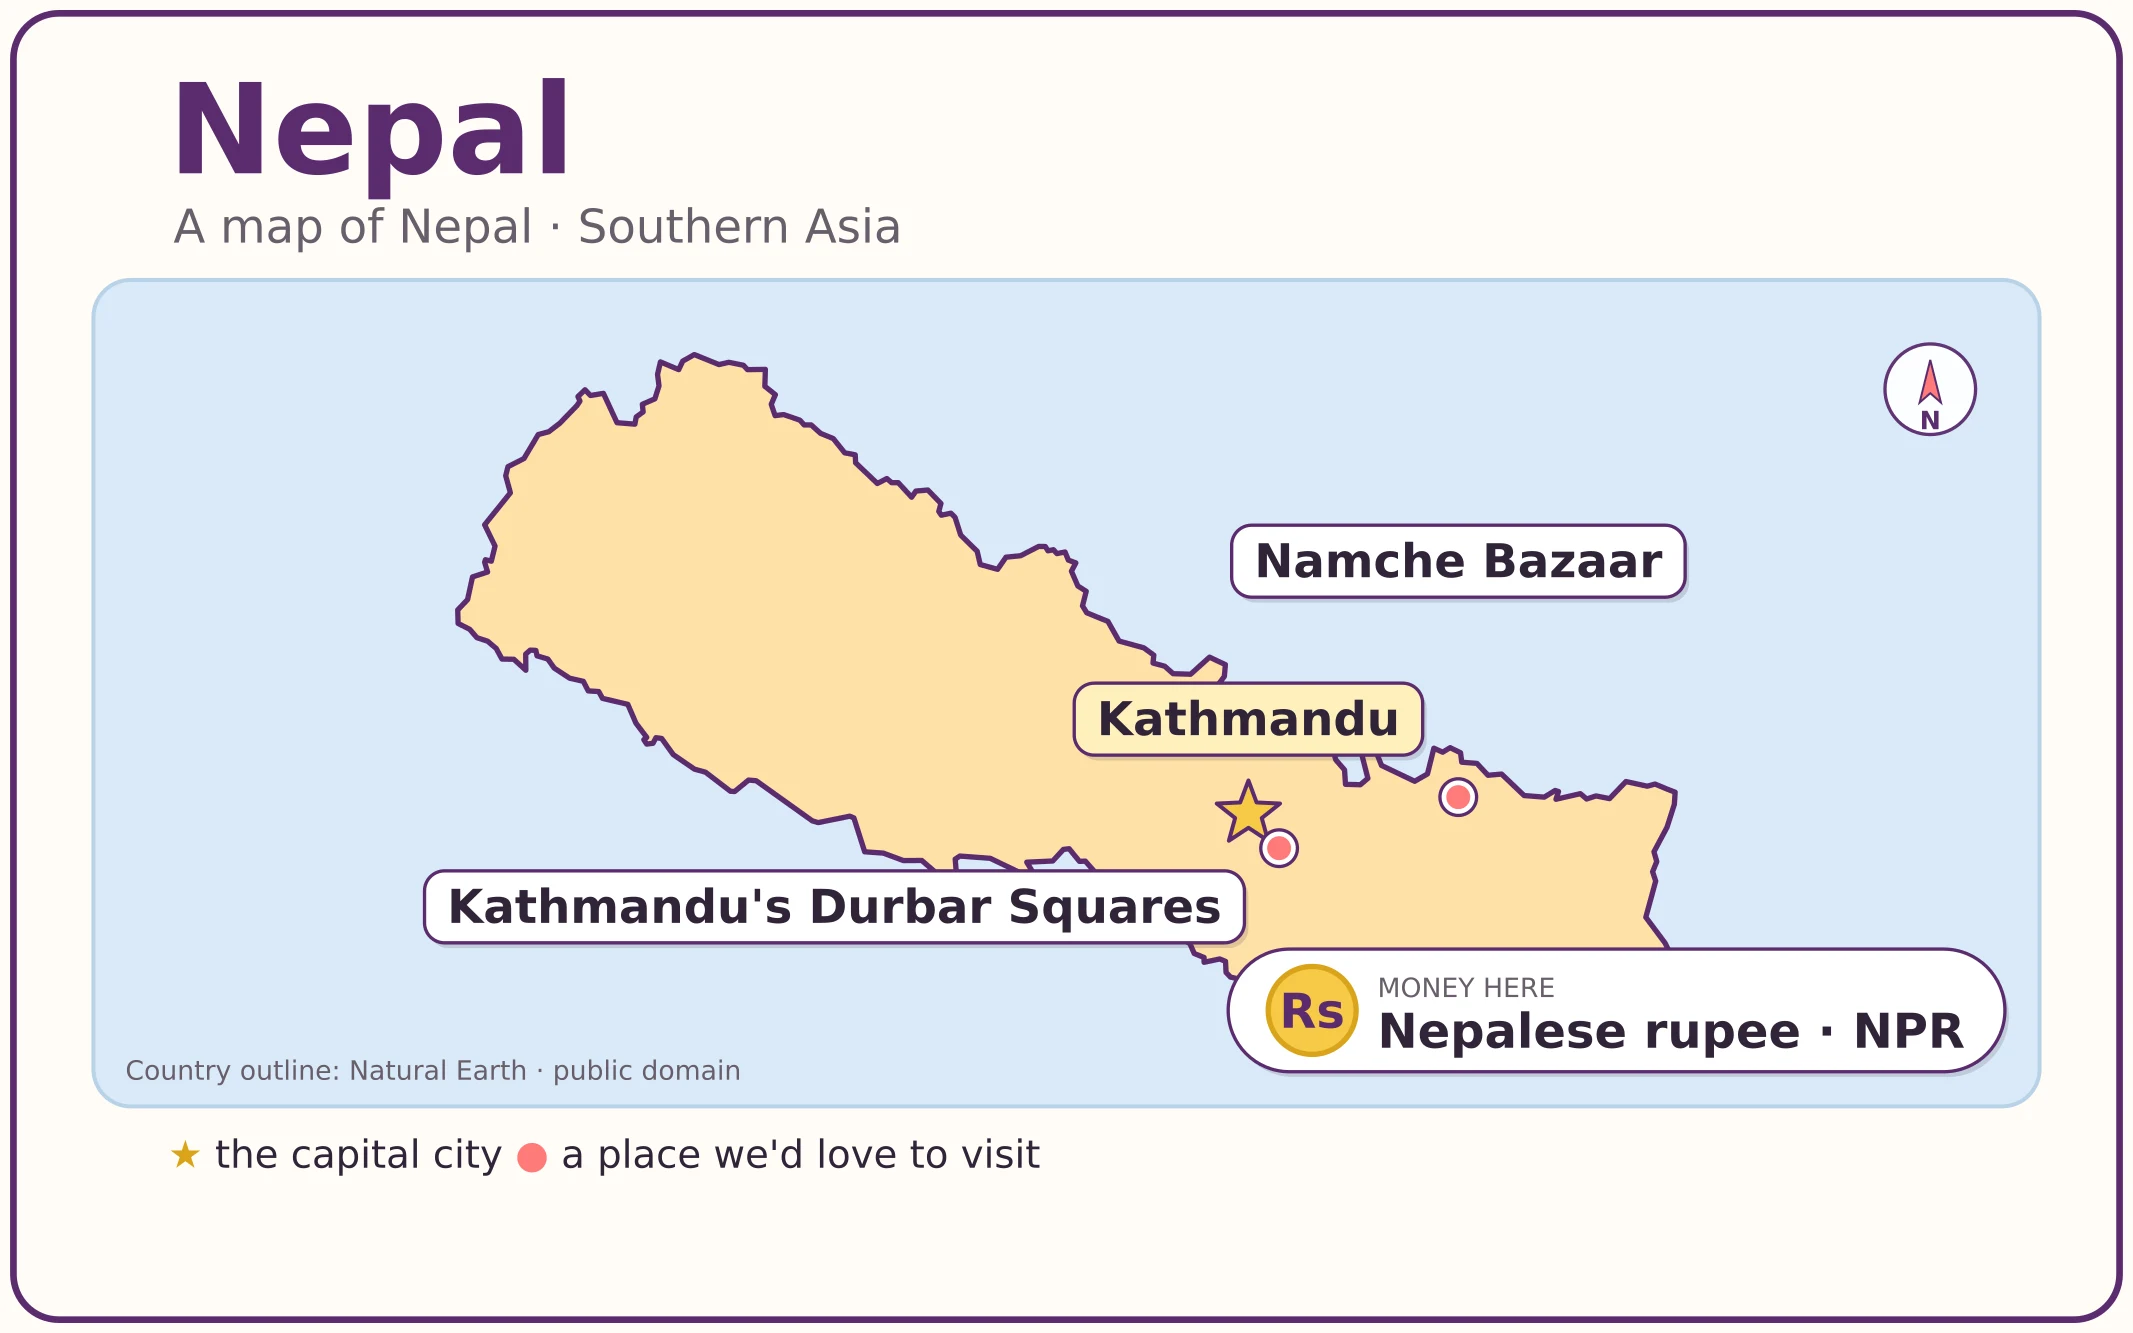 Nepal
A map of Nepal · Southern Asia
N
Namche Bazaar
Kathmandu
Kathmandu's Durbar Squares
Rs
MONEY HERE
Nepalese rupee · NPR
Country outline: Natural Earth · public domain
★ the capital city ● a place we'd love to visit